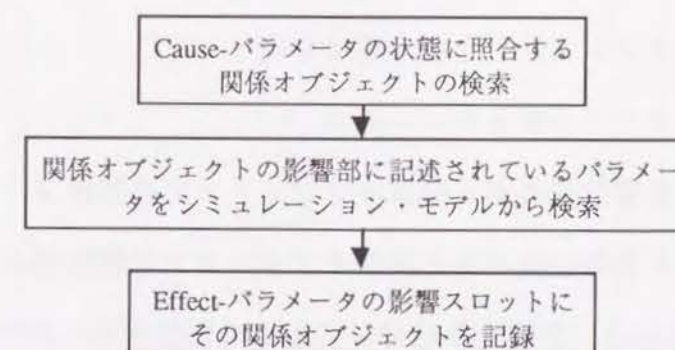 Cause-パラメータの状態に照合する
関係オブジェクトの検索
関係オブジェクトの影響部に記述されているパラメー
タをシミュレーション・モデルから検索
Effect-パラメータの影響スロットに
その関係オブジェクトを記録